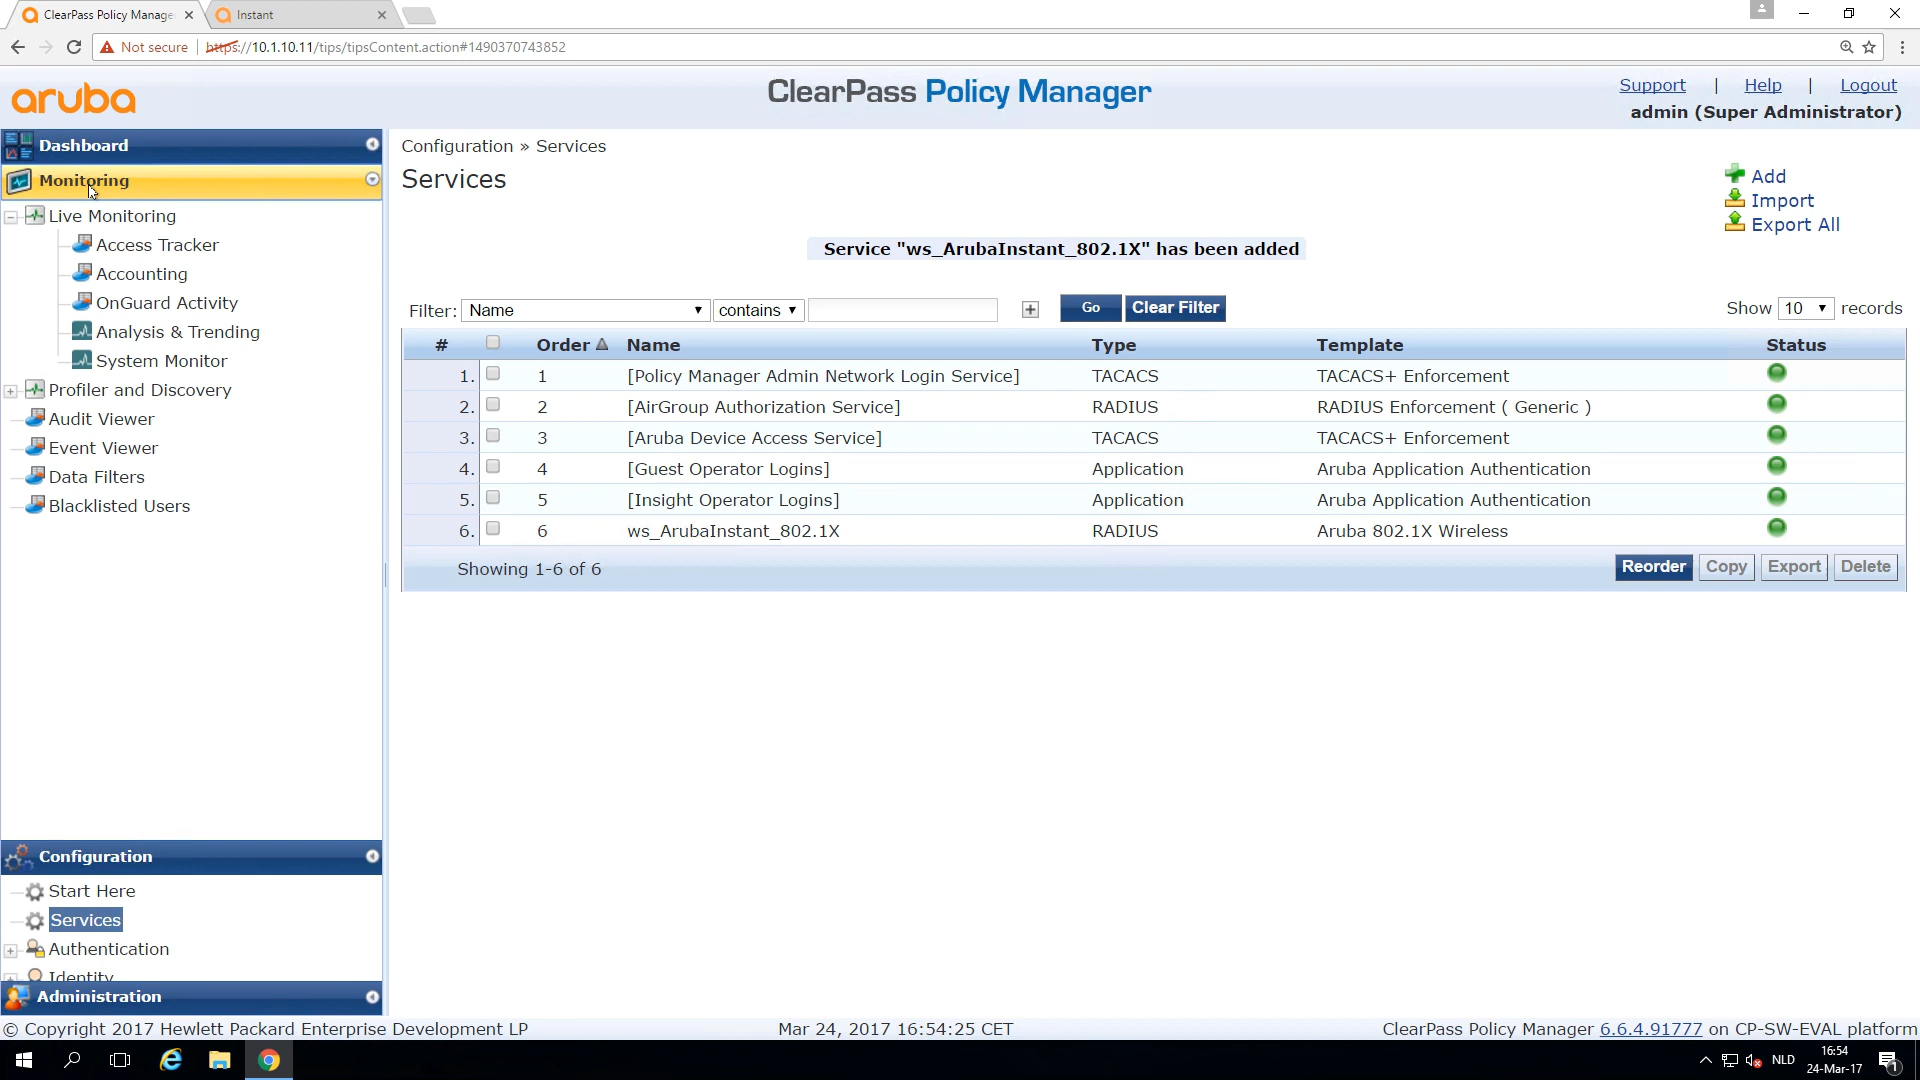 ClearPass Policy Manage
Instant
Not secure
https://10.1.10.11/tips/tipsContent.action#1490370743852
aruba
ClearPass Policy Manager
Support | Help | Logout
admin (Super Administrator)
Dashboard
Monitoring
Live Monitoring
Access Tracker
Accounting
OnGuard Activity
Analysis & Trending
System Monitor
Profiler and Discovery
Audit Viewer
Event Viewer
Data Filters
Blacklisted Users
Configuration
Start Here
Services
Authentication
Identity
Administration
Configuration » Services
Services
Add
Import
Export All
Service "ws_ArubaInstant_802.1X" has been added
Filter: Name contains Go Clear Filter Show 10 records
# Order Name Type Template Status
1. 1 [Policy Manager Admin Network Login Service] TACACS TACACS+ Enforcement
2. 2 [AirGroup Authorization Service] RADIUS RADIUS Enforcement ( Generic )
3. 3 [Aruba Device Access Service] TACACS TACACS+ Enforcement
4. 4 [Guest Operator Logins] Application Aruba Application Authentication
5. 5 [Insight Operator Logins] Application Aruba Application Authentication
6. 6 ws_ArubaInstant_802.1X RADIUS Aruba 802.1X Wireless
Showing 1-6 of 6 Reorder Copy Export Delete
© Copyright 2017 Hewlett Packard Enterprise Development LP Mar 24, 2017 16:54:25 CET ClearPass Policy Manager 6.6.4.91777 on CP-SW-EVAL platform
NLD
16:54
24-Mar-17
1